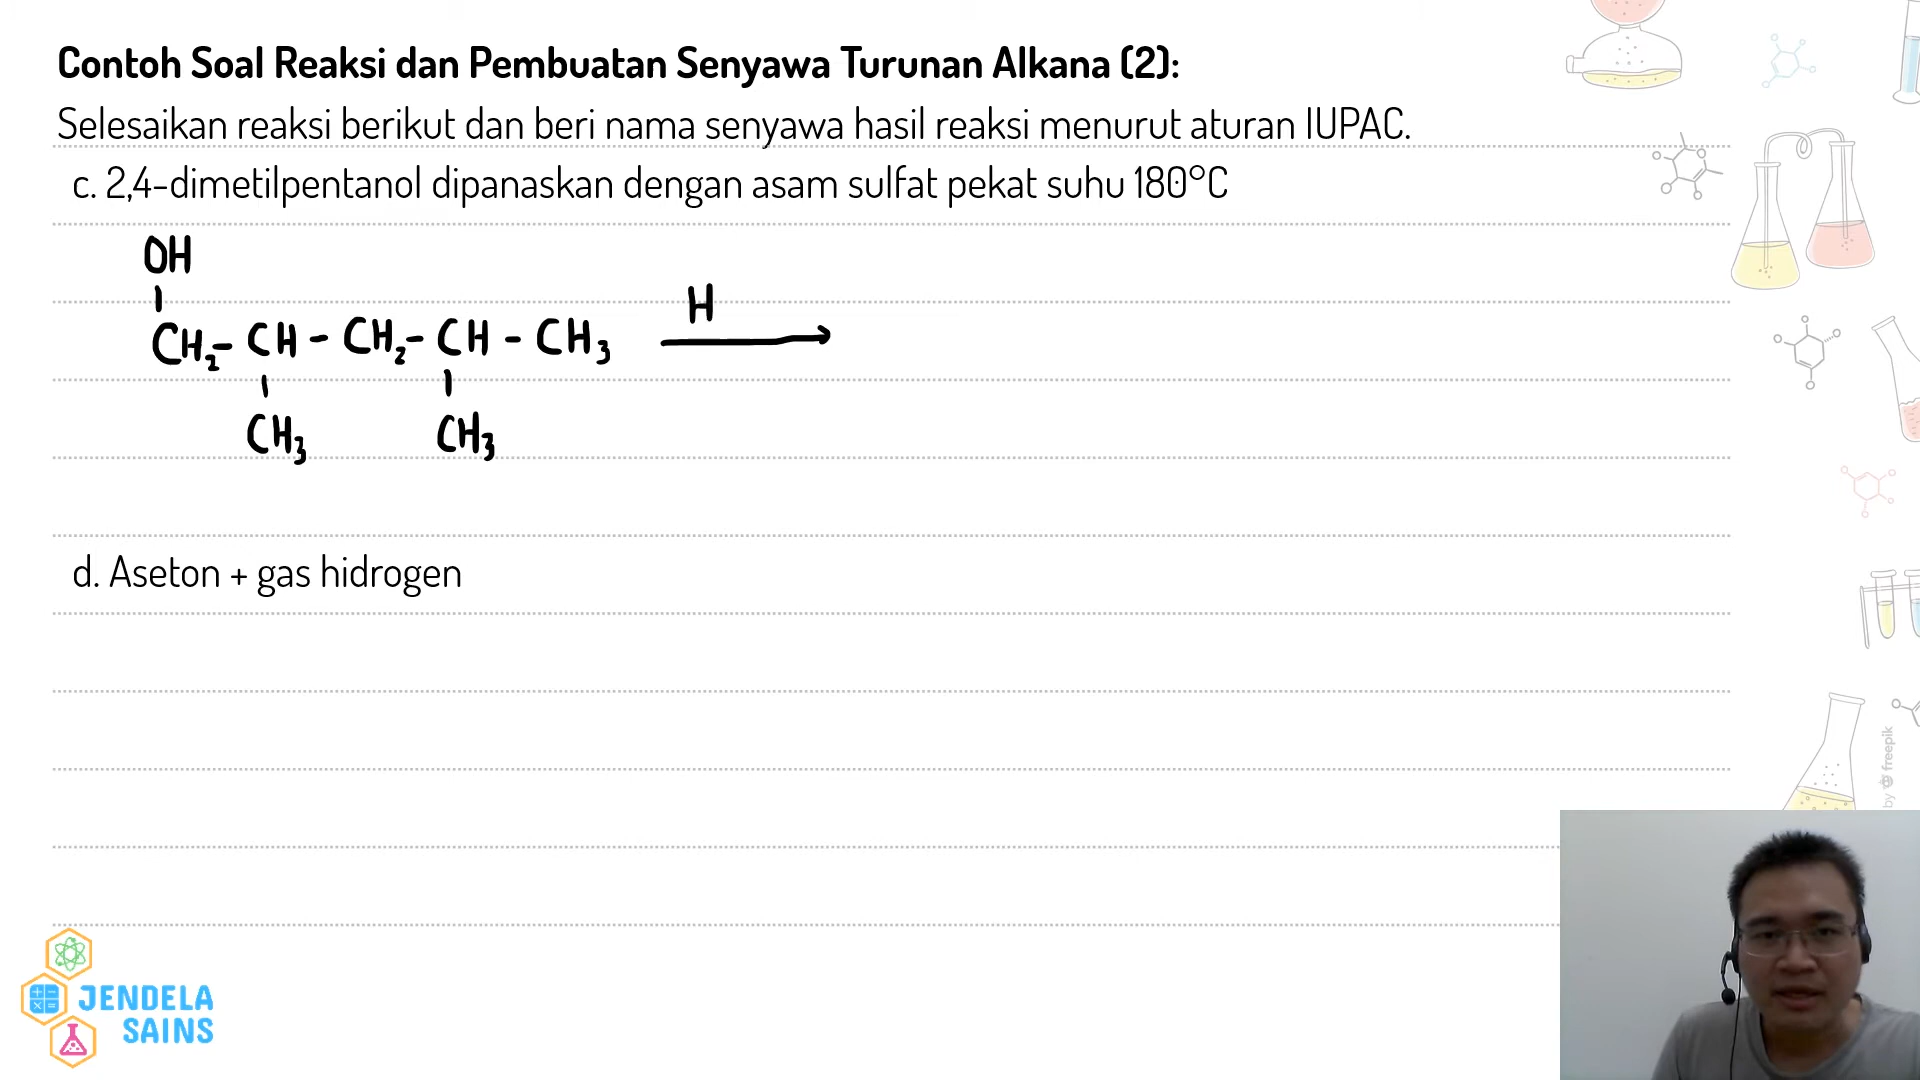 Contoh Soal Reaksi dan Pembuatan Senyawa Turunan Alkana (2):
Selesaikan reaksi berikut dan beri nama senyawa hasil reaksi menurut aturan IUPAC.
c. 2,4-dimetilpentanol dipanaskan dengan asam sulfat pekat suhu 180°C
OH
H
CH₂- CH - CH₂- CH - CH₃
CH₃ CH₃
d. Aseton + gas hidrogen
by freepik
JENDELA
SAINS